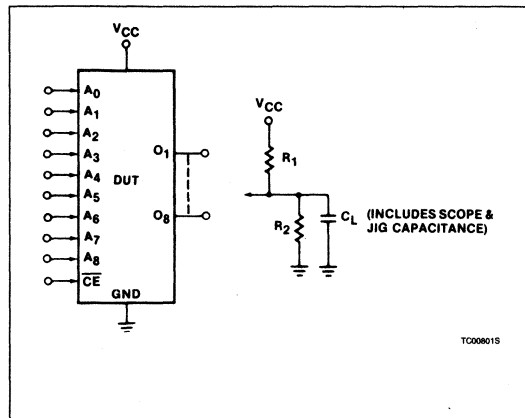 VCC
A0
A1
A2
A3
A4
A5
A6
A7
A8
CE
DUT
O1
O8
GND
VCC
R1
R2
CL (INCLUDES SCOPE &
JIG CAPACITANCE)
TC00801S